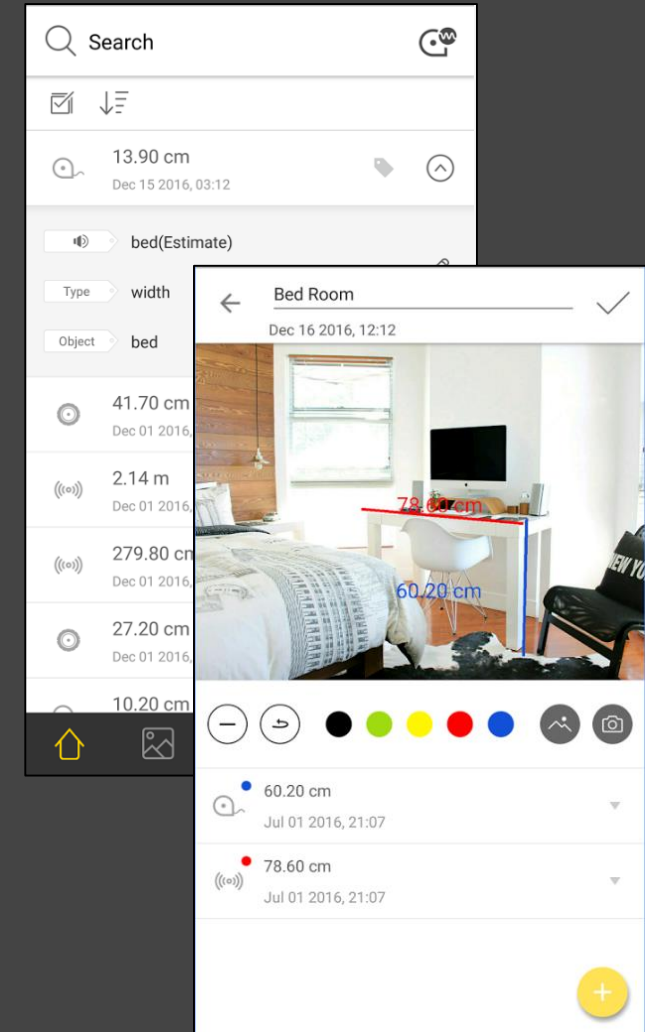 Search
13.90 cm
Dec 15 2016, 03:12
bed(Estimate)
Type width
Object bed
41.70 cm
Dec 01 2016,
2.14 m
Dec 01 2016,
279.80 cm
Dec 01 2016,
27.20 cm
Dec 01 2016,
10.20 cm
Bed Room
Dec 16 2016, 12:12
78.60 cm
60.20 cm
NEW YO
60.20 cm
Jul 01 2016, 21:07
78.60 cm
Jul 01 2016, 21:07